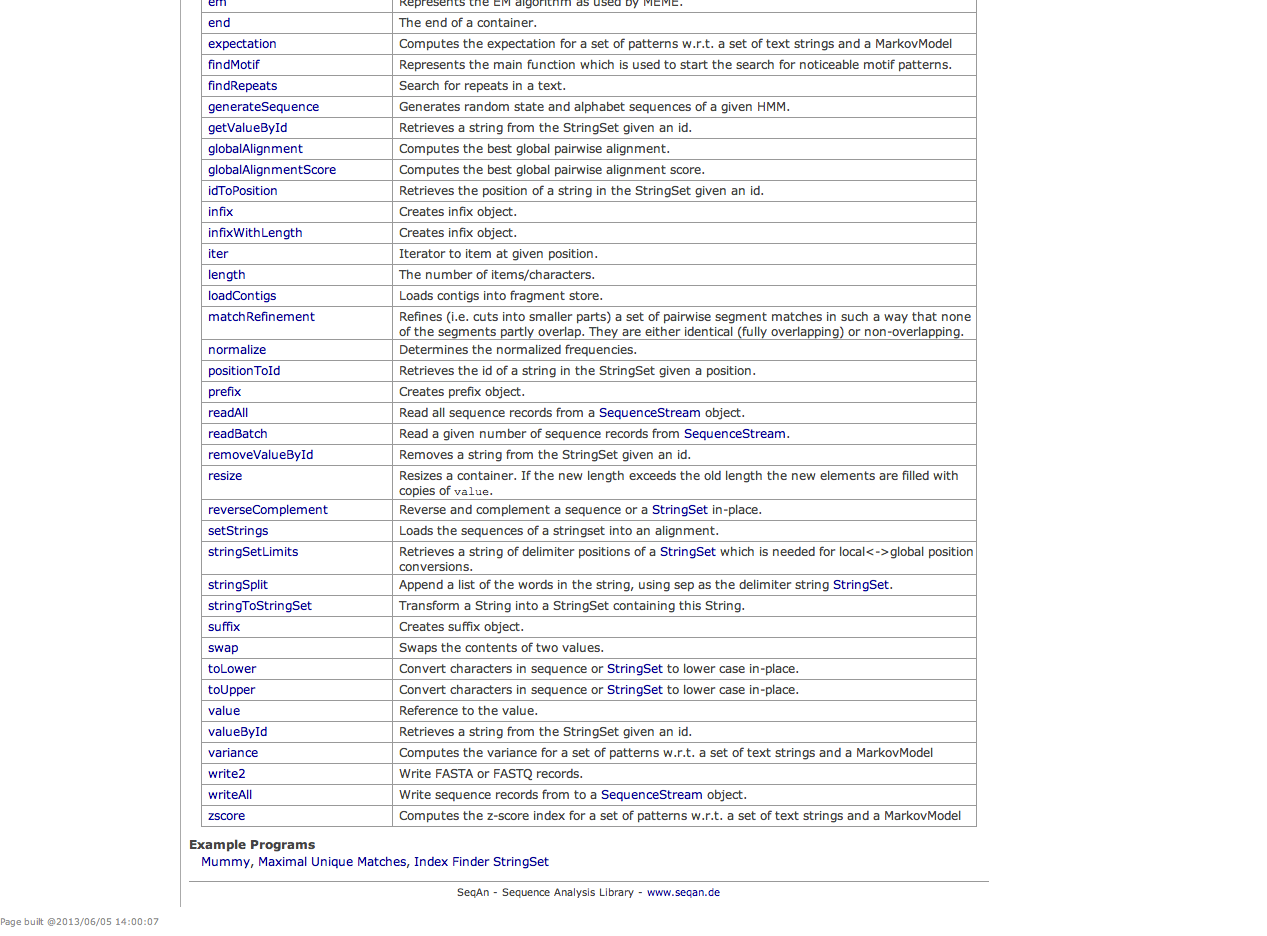 em Represents the EM algorithm as used by MEME.
end The end of a container.
expectation Computes the expectation for a set of patterns w.r.t. a set of text strings and a MarkovModel
findMotif Represents the main function which is used to start the search for noticeable motif patterns.
findRepeats Search for repeats in a text.
generateSequence Generates random state and alphabet sequences of a given HMM.
getValueById Retrieves a string from the StringSet given an id.
globalAlignment Computes the best global pairwise alignment.
globalAlignmentScore Computes the best global pairwise alignment score.
idToPosition Retrieves the position of a string in the StringSet given an id.
infix Creates infix object.
infixWithLength Creates infix object.
iter Iterator to item at given position.
length The number of items/characters.
loadContigs Loads contigs into fragment store.
matchRefinement Refines (i.e. cuts into smaller parts) a set of pairwise segment matches in such a way that none
of the segments partly overlap. They are either identical (fully overlapping) or non-overlapping.
normalize Determines the normalized frequencies.
positionToId Retrieves the id of a string in the StringSet given a position.
prefix Creates prefix object.
readAll Read all sequence records from a SequenceStream object.
readBatch Read a given number of sequence records from SequenceStream.
removeValueById Removes a string from the StringSet given an id.
resize Resizes a container. If the new length exceeds the old length the new elements are filled with
copies of value.
reverseComplement Reverse and complement a sequence or a StringSet in-place.
setStrings Loads the sequences of a stringset into an alignment.
stringSetLimits Retrieves a string of delimiter positions of a StringSet which is needed for local<->global position
conversions.
stringSplit Append a list of the words in the string, using sep as the delimiter string StringSet.
stringToStringSet Transform a String into a StringSet containing this String.
suffix Creates suffix object.
swap Swaps the contents of two values.
toLower Convert characters in sequence or StringSet to lower case in-place.
toUpper Convert characters in sequence or StringSet to lower case in-place.
value Reference to the value.
valueById Retrieves a string from the StringSet given an id.
variance Computes the variance for a set of patterns w.r.t. a set of text strings and a MarkovModel
write2 Write FASTA or FASTQ records.
writeAll Write sequence records from to a SequenceStream object.
zscore Computes the z-score index for a set of patterns w.r.t. a set of text strings and a MarkovModel
Example Programs
Mummy, Maximal Unique Matches, Index Finder StringSet
SeqAn - Sequence Analysis Library - www.seqan.de
Page built @2013/06/05 14:00:07